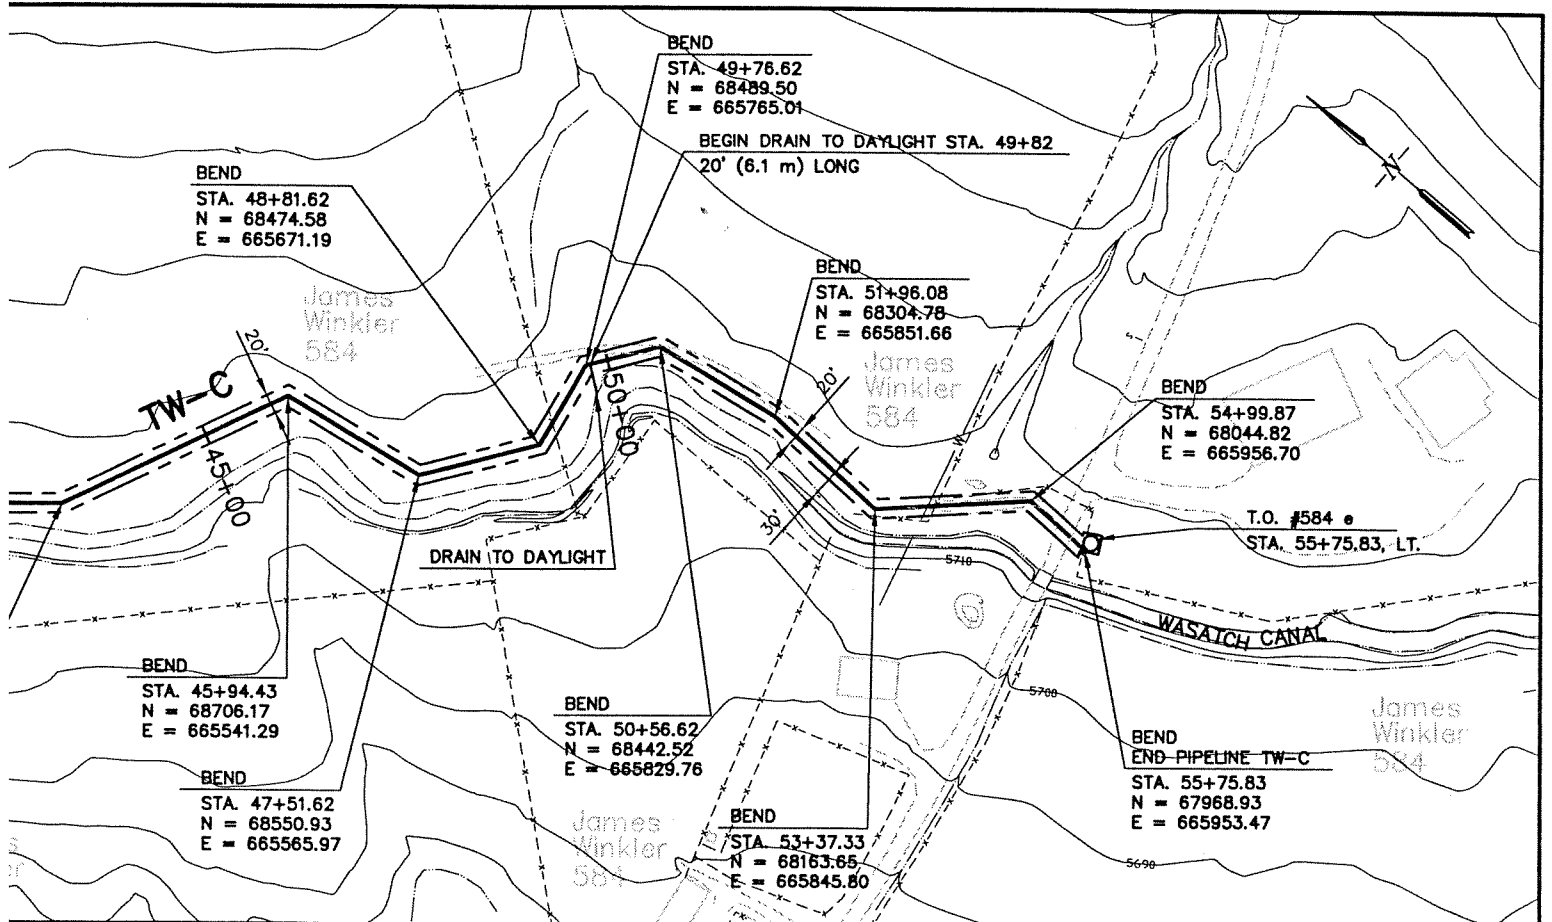 BEND
STA. 49+76.62
N = 68489.50
E = 665765.01
BEGIN DRAIN TO DAYLIGHT STA. 49+82
20' (6.1 m) LONG
BEND
STA. 48+81.62
N = 68474.58
E = 665671.19
-N-
BEND
STA. 51+96.08
N = 68304.78
E = 665851.66
James
Winkler
584
20'
TW-C
45+00
50+00
20'
James
Winkler
584
BEND
STA. 54+99.87
N = 68044.82
E = 665956.70
30'
T.O. #584 e
STA. 55+75.83, LT.
DRAIN TO DAYLIGHT
5710
WASATCH CANAL
BEND
STA. 45+94.43
N = 68706.17
E = 665541.29
BEND
STA. 50+56.62
N = 68442.52
E = 665829.76
5700
James
Winkler
584
BEND
END PIPELINE TW-C
STA. 55+75.83
N = 67968.93
E = 665953.47
BEND
STA. 47+51.62
N = 68550.93
E = 665565.97
James
Winkler
584
BEND
STA. 53+37.33
N = 68163.65
E = 665845.80
5690